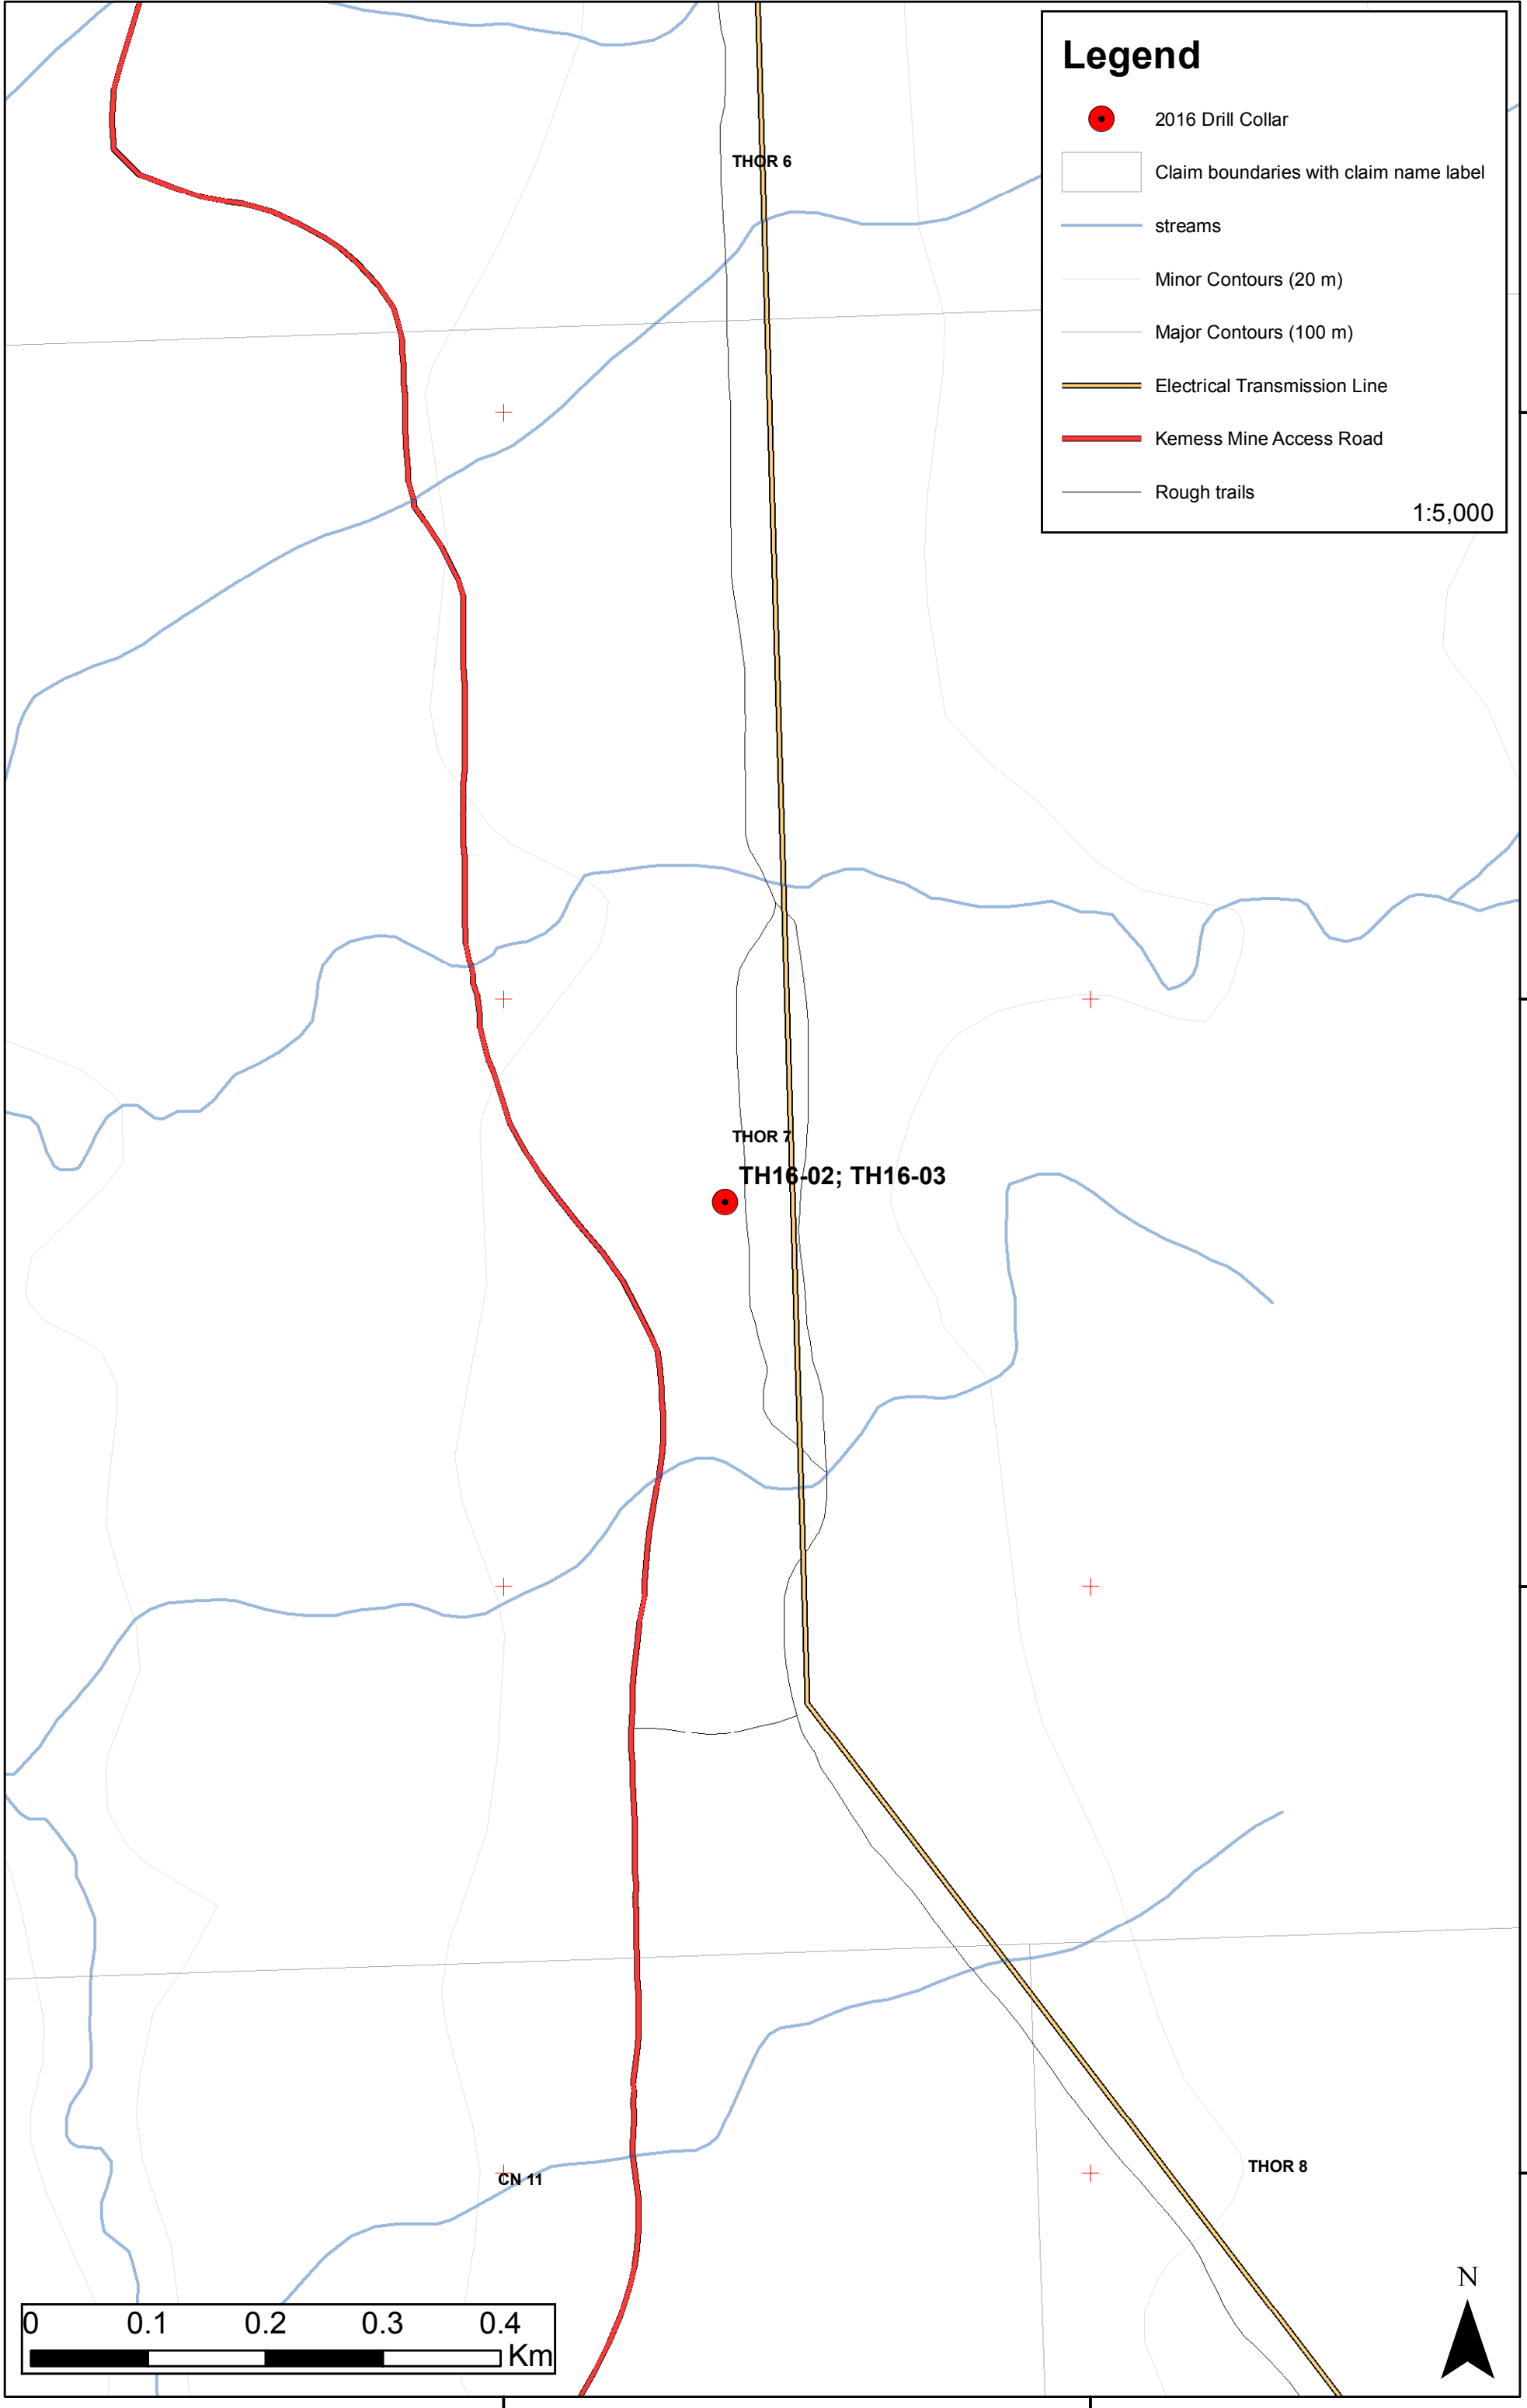 Legend
2016 Drill Collar
Claim boundaries with claim name label
streams
Minor Contours (20 m)
Major Contours (100 m)
Electrical Transmission Line
Kemess Mine Access Road
Rough trails
1:5,000
THOR 6
THOR 7
TH16-02; TH16-03
THOR 8
CN 11
N
0 0.1 0.2 0.3 0.4
Km